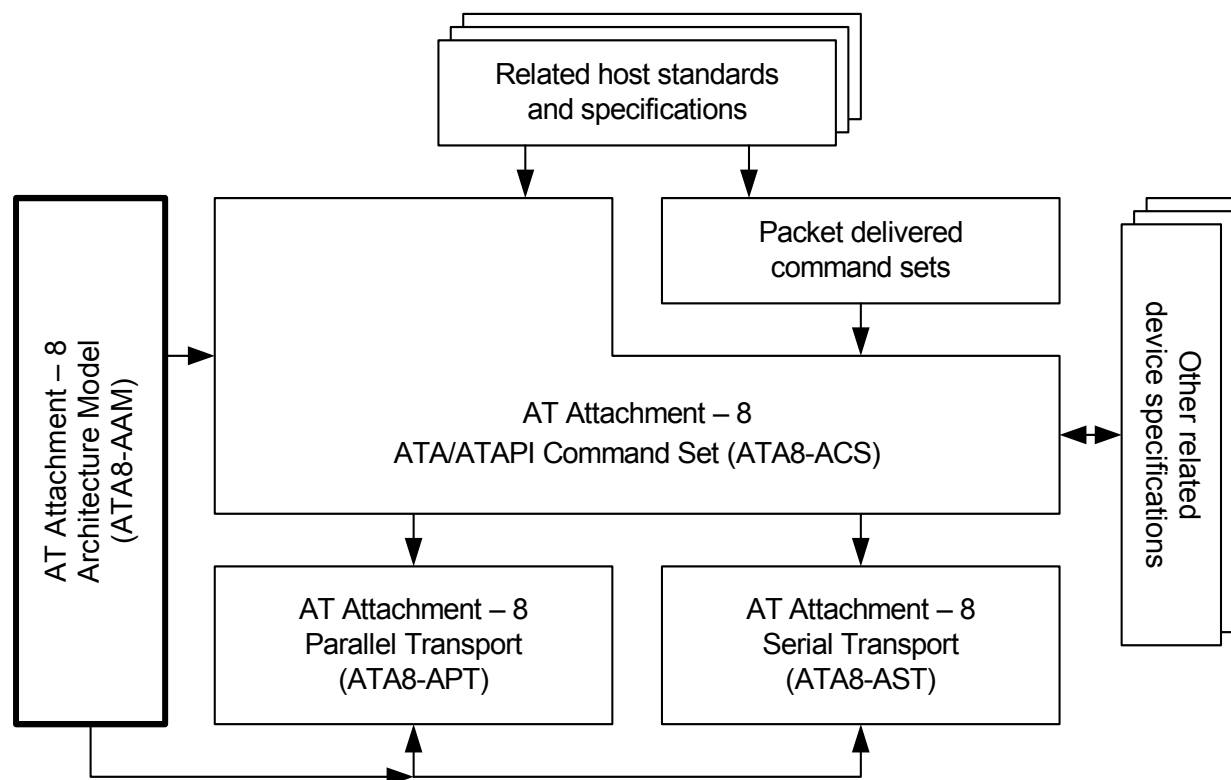 Related host standards
and specifications
Packet delivered
command sets
AT Attachment – 8
Architecture Model
(ATA8-AAM)
AT Attachment – 8
ATA/ATAPI Command Set (ATA8-ACS)
Other related
device specifications
AT Attachment – 8
Parallel Transport
(ATA8-APT)
AT Attachment – 8
Serial Transport
(ATA8-AST)